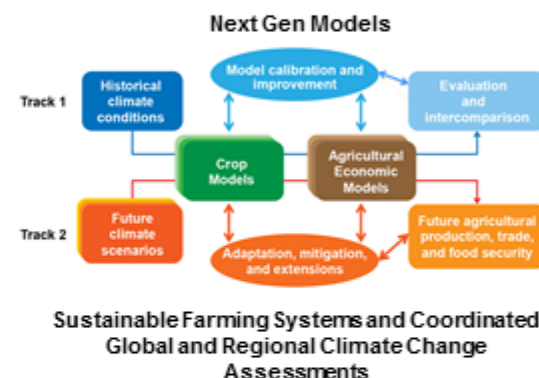 Next Gen Models
Model calibration and
improvement
Track 1
Historical
climate
conditions
Evaluation
and
intercomparison
Crop
Models
Agricultural
Economic
Models
Track 2
Future
climate
scenarios
Adaptation, mitigation,
and extensions
Future agricultural
production, trade,
and food security
Sustainable Farming Systems and Coordinated
Global and Regional Climate Change
Assessments